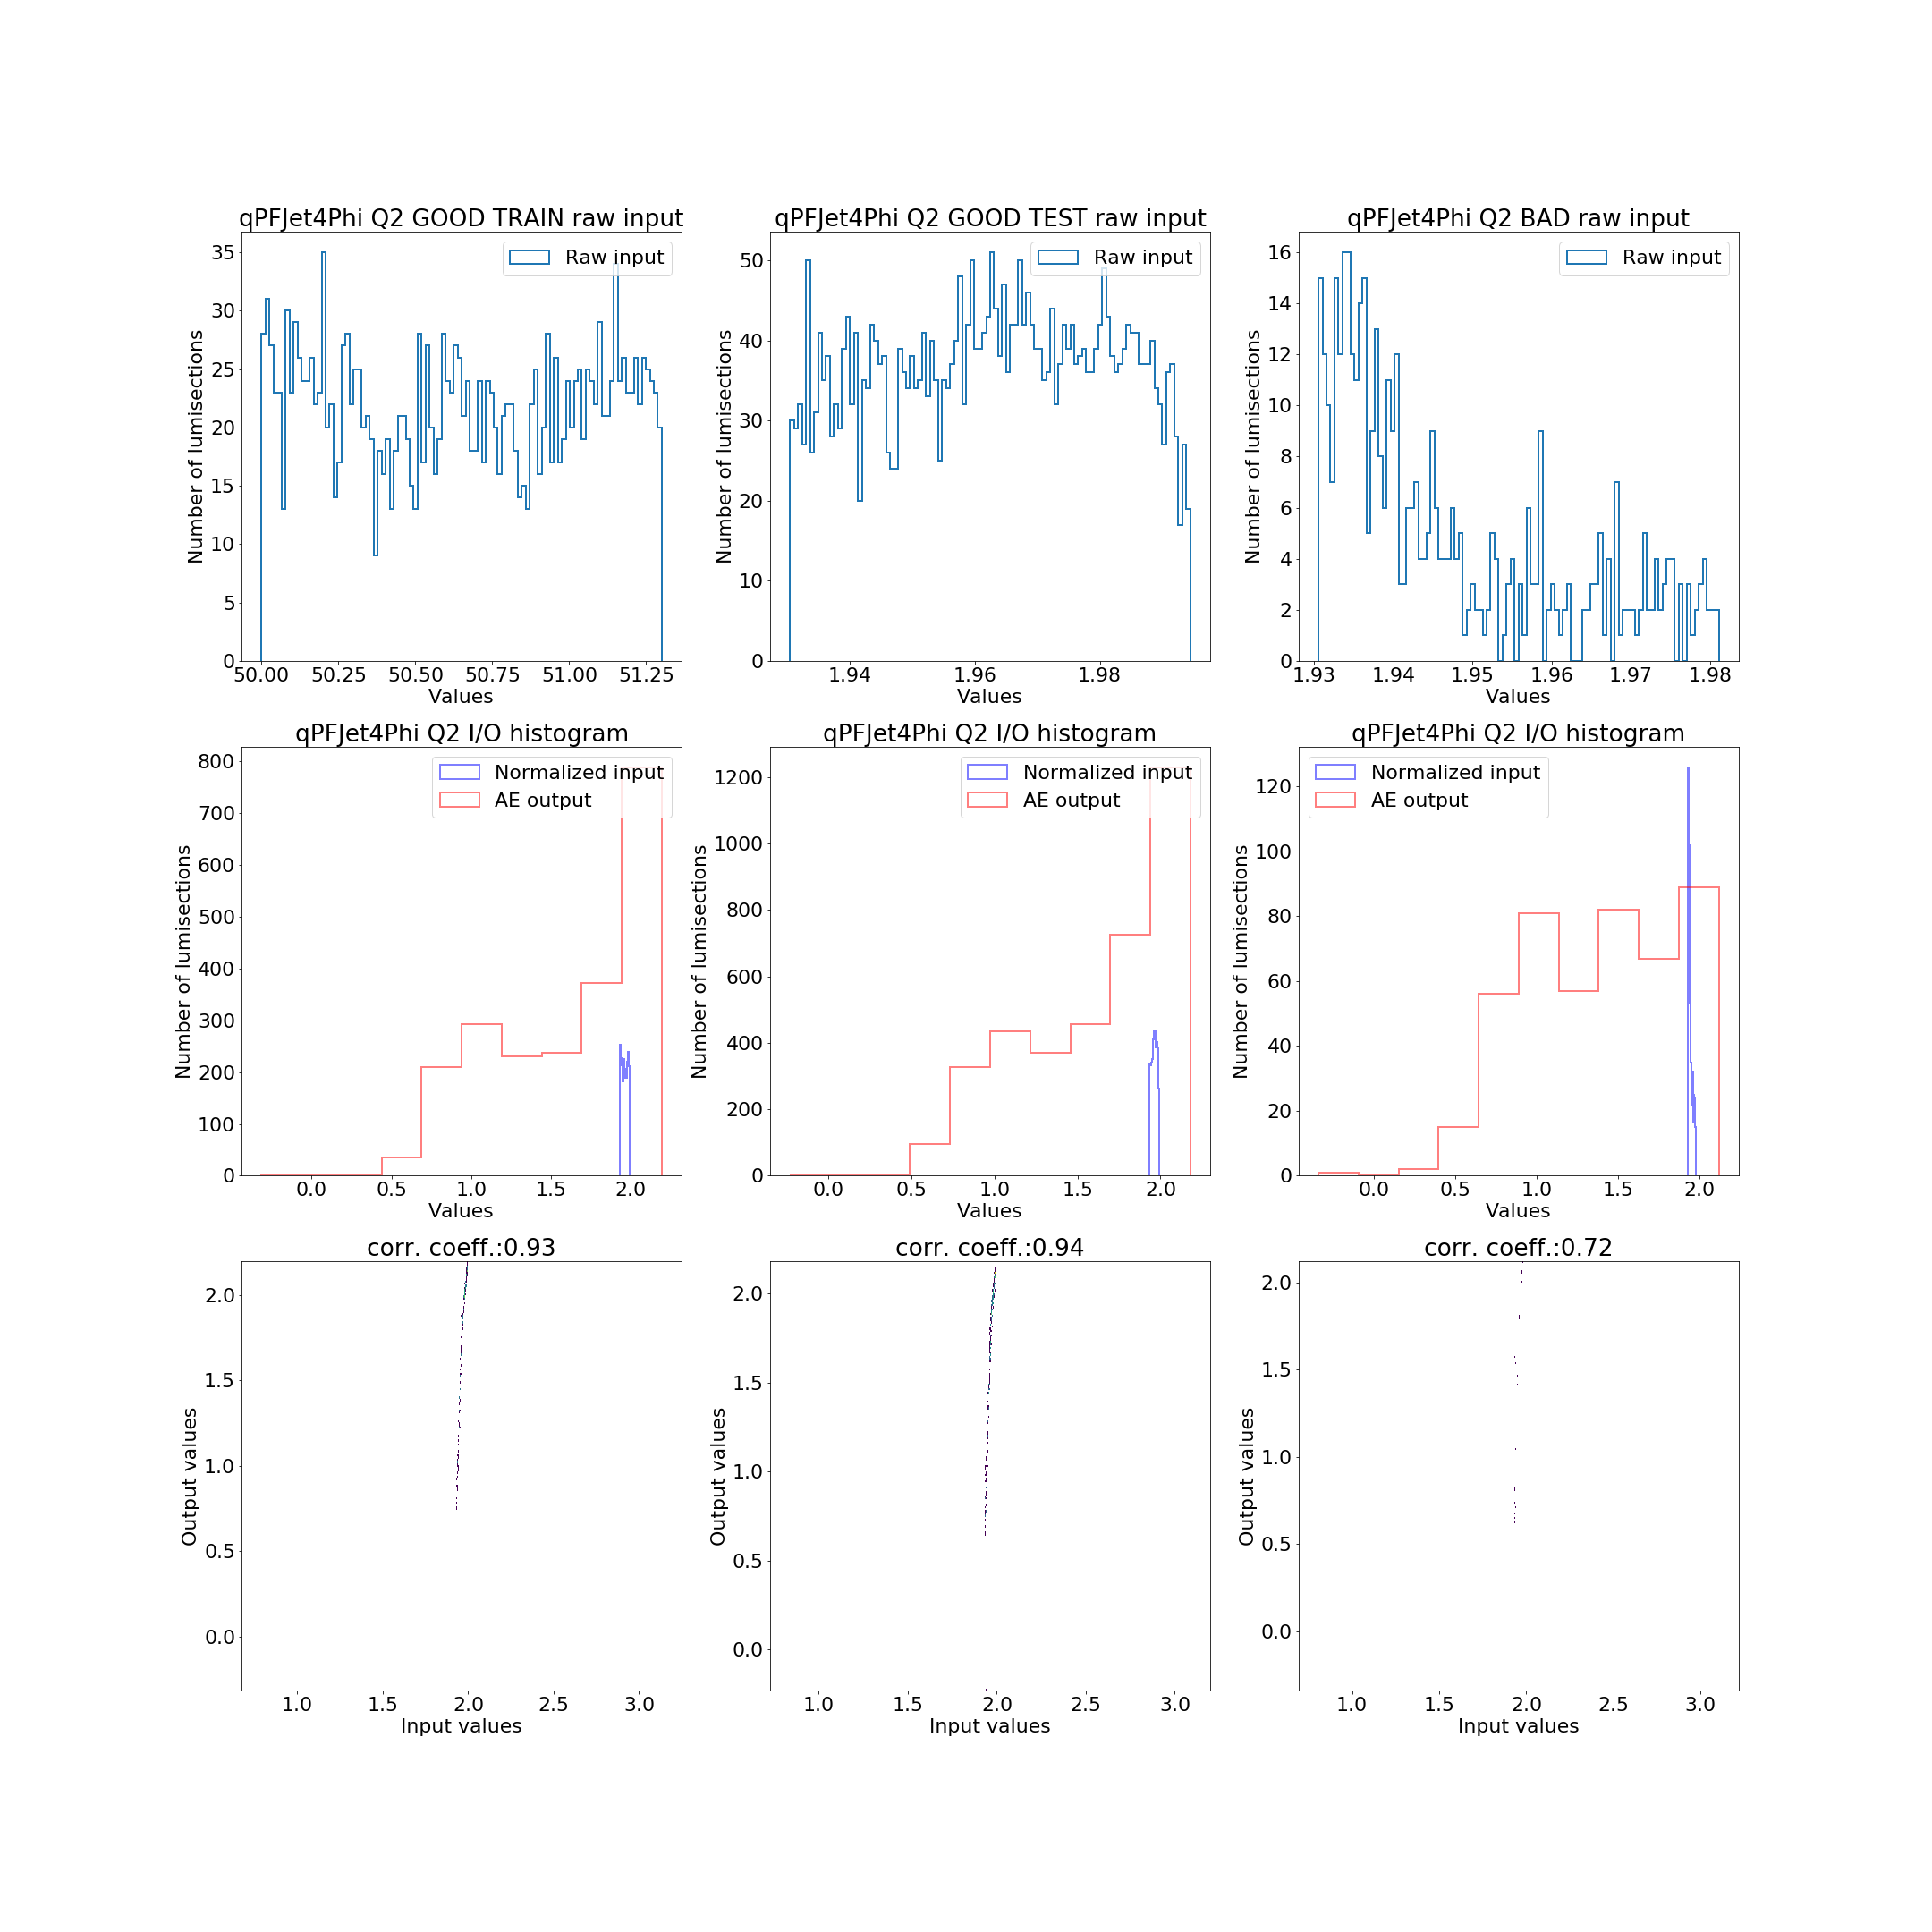 qPFJet4Phi Q2 GOOD TRAIN raw input
35
30
25
20
15
10
5
0
Number of lumisections
Raw input
50.00 50.25 50.50 50.75 51.00 51.25
Values
qPFJet4Phi Q2 GOOD TEST raw input
50
40
30
20
10
0
Number of lumisections
Raw input
1.94 1.96 1.98
Values
qPFJet4Phi Q2 BAD raw input
16
14
12
10
8
6
4
2
0
Number of lumisections
Raw input
1.93 1.94 1.95 1.96 1.97 1.98
Values
qPFJet4Phi Q2 I/O histogram
800
700
600
500
400
300
200
100
0
Number of lumisections
Normalized input
AE output
0.0 0.5 1.0 1.5 2.0
Values
qPFJet4Phi Q2 I/O histogram
1200
1000
800
600
400
200
0
Number of lumisections
Normalized input
AE output
0.0 0.5 1.0 1.5 2.0
Values
qPFJet4Phi Q2 I/O histogram
120
100
80
60
40
20
0
Number of lumisections
Normalized input
AE output
0.0 0.5 1.0 1.5 2.0
Values
corr. coeff.:0.93
2.0
1.5
1.0
0.5
0.0
Output values
1.0 1.5 2.0 2.5 3.0
Input values
corr. coeff.:0.94
2.0
1.5
1.0
0.5
0.0
Output values
1.0 1.5 2.0 2.5 3.0
Input values
corr. coeff.:0.72
2.0
1.5
1.0
0.5
0.0
Output values
1.0 1.5 2.0 2.5 3.0
Input values